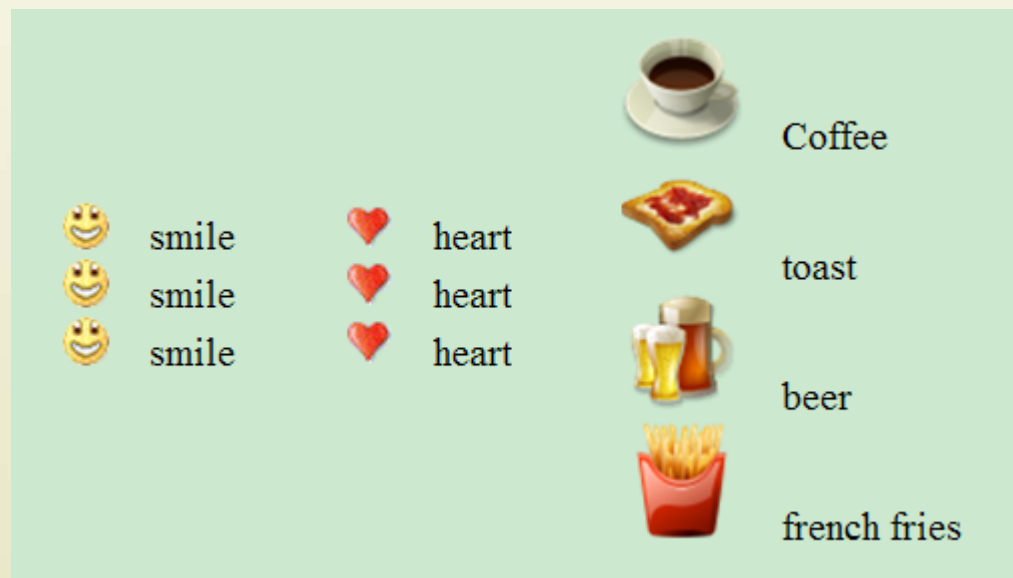 smile
smile
smile
heart
heart
heart
Coffee
toast
beer
french fries